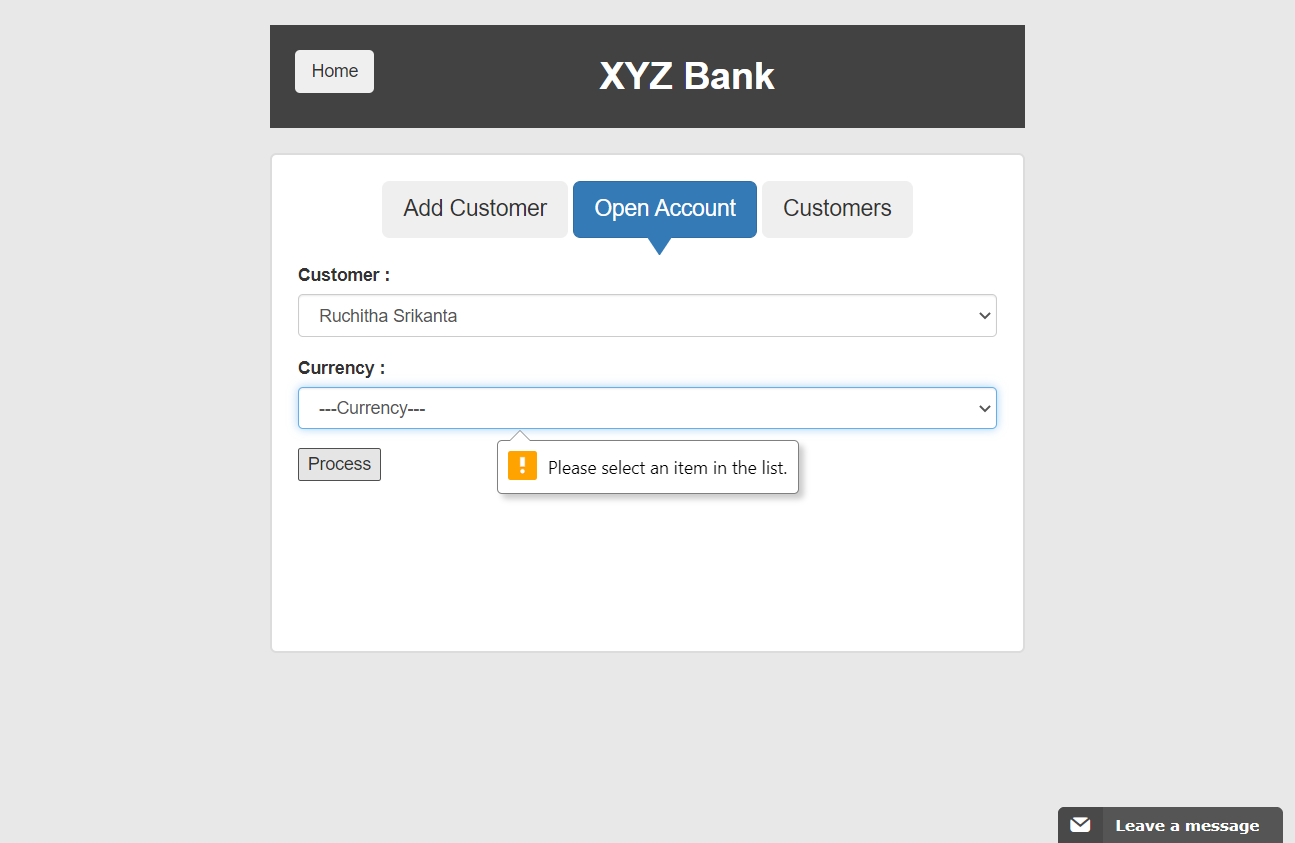 Home
XYZ Bank
Add Customer
Open Account
Customers
Customer :
Ruchitha Srikanta
Currency :
---Currency---
Process
Please select an item in the list.
Leave a message